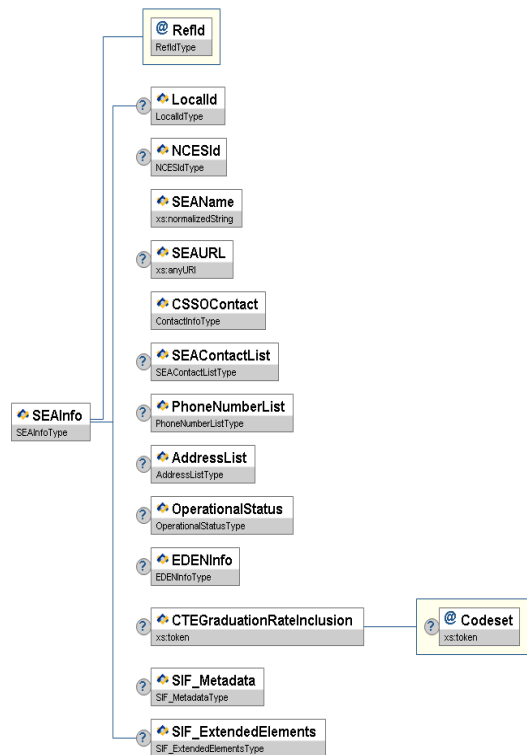 @ RefId
RefIdType
? LocalId
LocalIdType
? NCESId
NCESIdType
SEAName
xs:normalizedString
? SEAURL
xs:anyURI
CSSOContact
ContactInfoType
? SEAContactList
SEAContactListType
? PhoneNumberList
PhoneNumberListType
SEAInfo
SEAInfoType
? AddressList
AddressListType
? OperationalStatus
OperationalStatusType
? EDENInfo
EDENInfoType
? CTEGraduationRateInclusion
xs:token
? @ Codeset
xs:token
? SIF_Metadata
SIF_MetadataType
? SIF_ExtendedElements
SIF_ExtendedElementsType